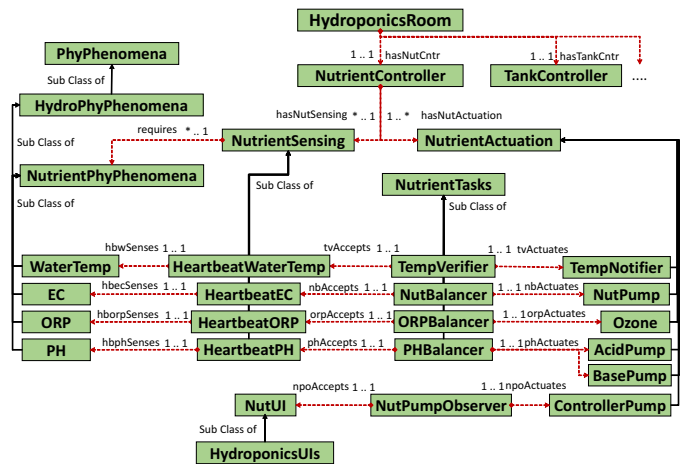 HydroponicsRoom
PhyPhenomena
1 .. 1 hasNutCntr
1 .. 1 hasTankCntr
Sub Class of
NutrientController
TankController
....
HydroPhyPhenomena
hasNutSensing * .. 1 1 .. * hasNutActuation
requires * .. 1
Sub Class of
NutrientSensing
NutrientActuation
NutrientPhyPhenomena
Sub Class of
NutrientTasks
Sub Class of
Sub Class of
hbwSenses 1 .. 1
tvAccepts 1 .. 1
1 .. 1 tvActuates
WaterTemp
HeartbeatWaterTemp
TempVerifier
TempNotifier
hbecSenses 1 .. 1
nbAccepts 1 .. 1
1 .. 1 nbActuates
EC
HeartbeatEC
NutBalancer
NutPump
hborpSenses 1 .. 1
orpAccepts 1 .. 1
1 .. 1 orpActuates
ORP
HeartbeatORP
ORPBalancer
Ozone
hbphSenses 1 .. 1
phAccepts 1 .. 1
1 .. 1 phActuates
PH
HeartbeatPH
PHBalancer
AcidPump
BasePump
npoAccepts 1 .. 1
1 .. 1 npoActuates
NutUI
NutPumpObserver
ControllerPump
Sub Class of
HydroponicsUIs